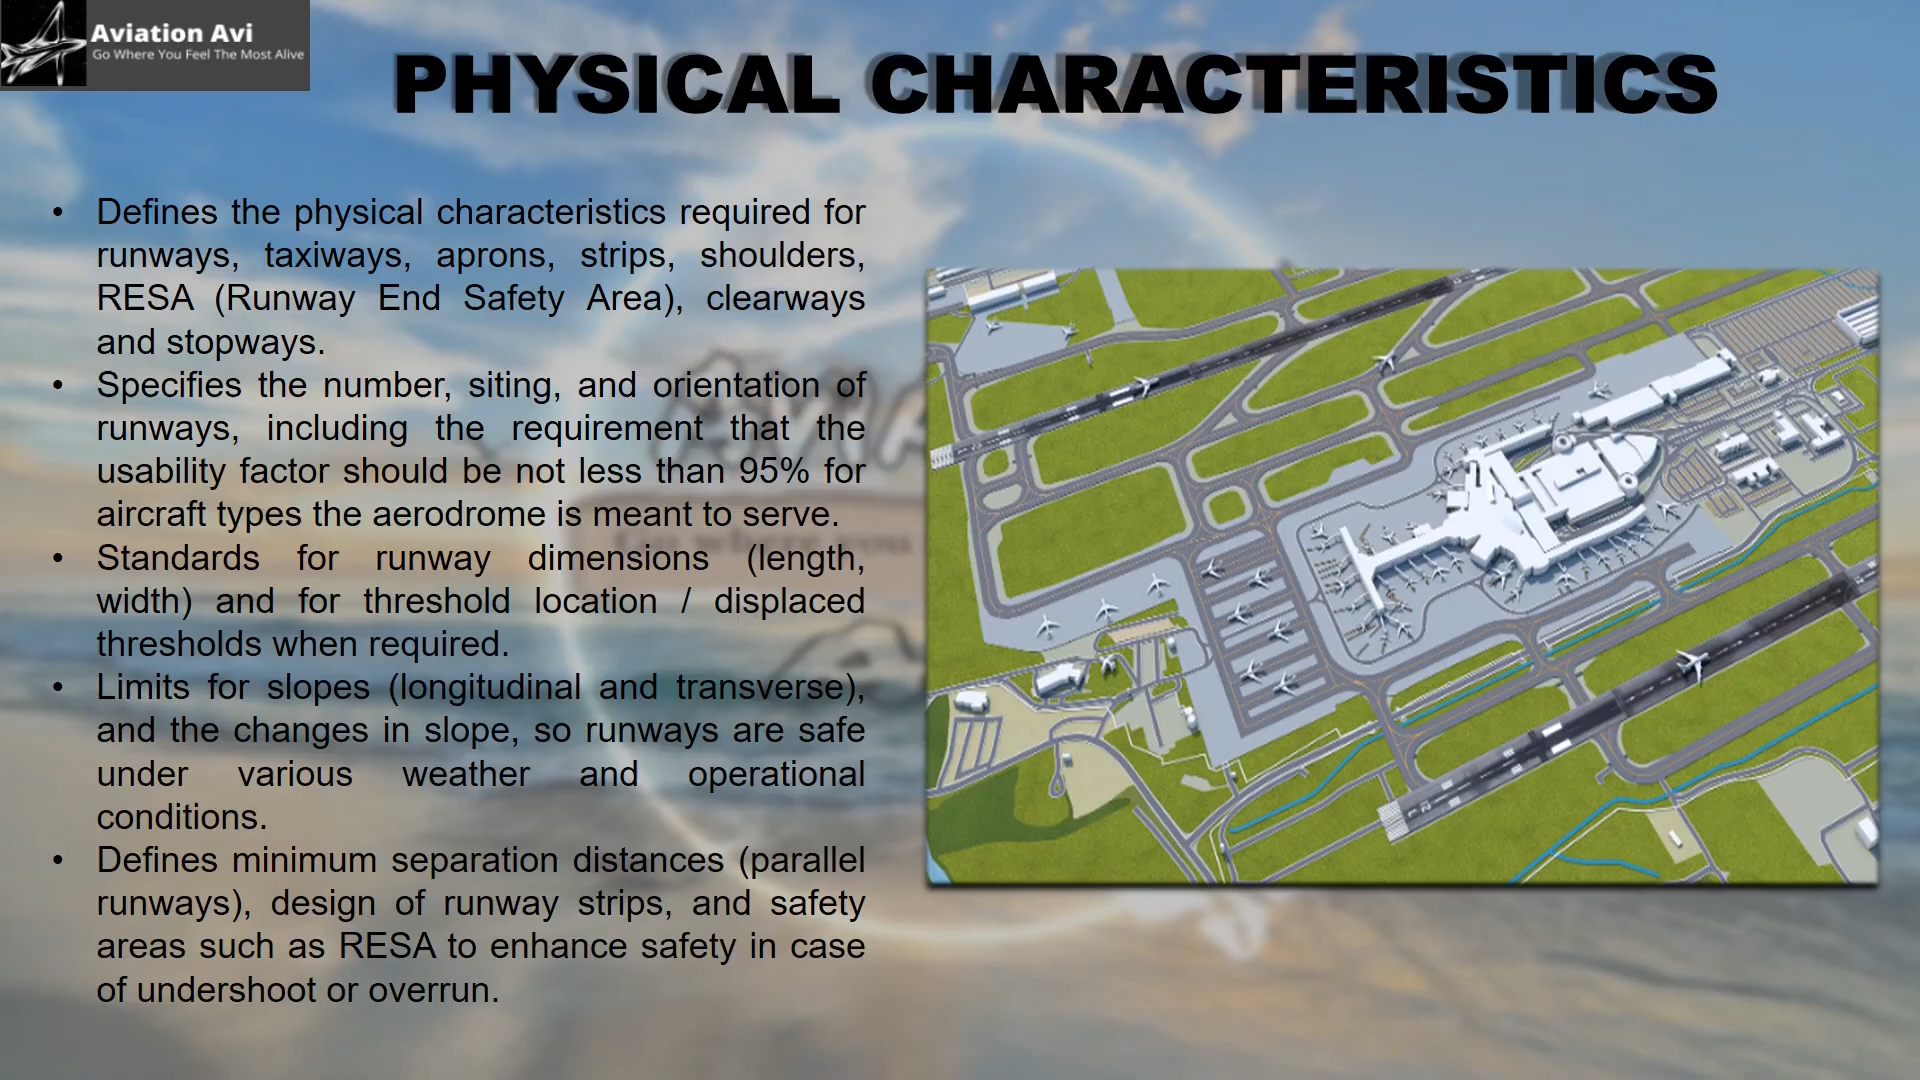 Aviation Avi
Go Where You Feel The Most Alive
PHYSICAL CHARACTERISTICS
• Defines the physical characteristics required for
runways, taxiways, aprons, strips, shoulders,
RESA (Runway End Safety Area), clearways
and stopways.
• Specifies the number, siting, and orientation of
runways, including the requirement that the
usability factor should be not less than 95% for
aircraft types the aerodrome is meant to serve.
• Standards for runway dimensions (length,
width) and for threshold location / displaced
thresholds when required.
• Limits for slopes (longitudinal and transverse),
and the changes in slope, so runways are safe
under various weather and operational
conditions.
• Defines minimum separation distances (parallel
runways), design of runway strips, and safety
areas such as RESA to enhance safety in case
of undershoot or overrun.
Go where you